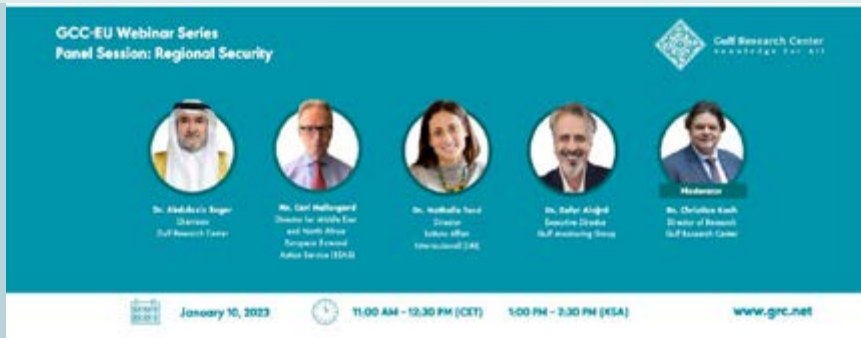 GCC-EU Webinar Series
Panel Session: Regional Security
Gulf Research Center
Knowledge for All
Dr. Abdulaziz Sager
Chairman
Gulf Research Center
Mr. Carl Hallergard
Director for Middle East
and North Africa
European External
Action Service (EEAS)
Dr. Nathalie Tocci
Director
Istituto Affari
Internazionali (IAI)
Dr. Zafer
Executive Director
Gulf Monitoring Group
Moderator
Dr. Christian Koch
Director of Research
Gulf Research Center
January 10, 2023
11:00 AM - 12:30 PM (CET)
1:00 PM - 2:30 PM (KSA)
www.grc.net